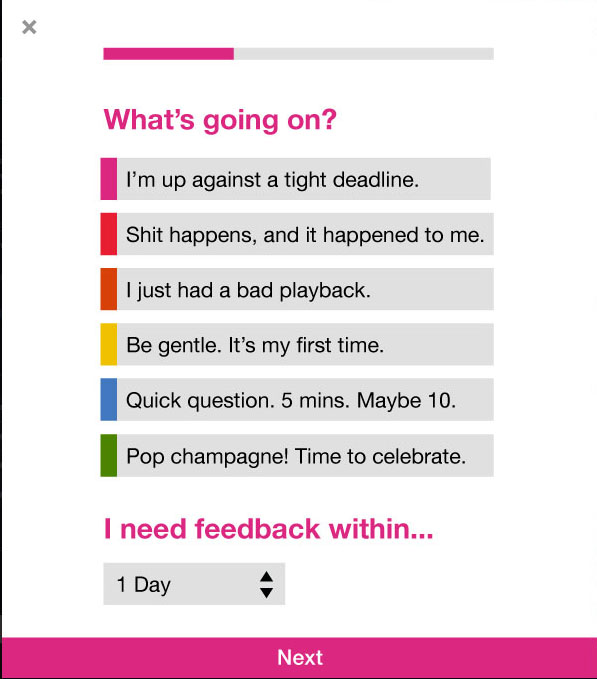 What’s going on?
I’m up against a tight deadline.
Shit happens, and it happened to me.
I just had a bad playback.
Be gentle. It’s my first time.
Quick question. 5 mins. Maybe 10.
Pop champagne! Time to celebrate.
I need feedback within...
1 Day
Next